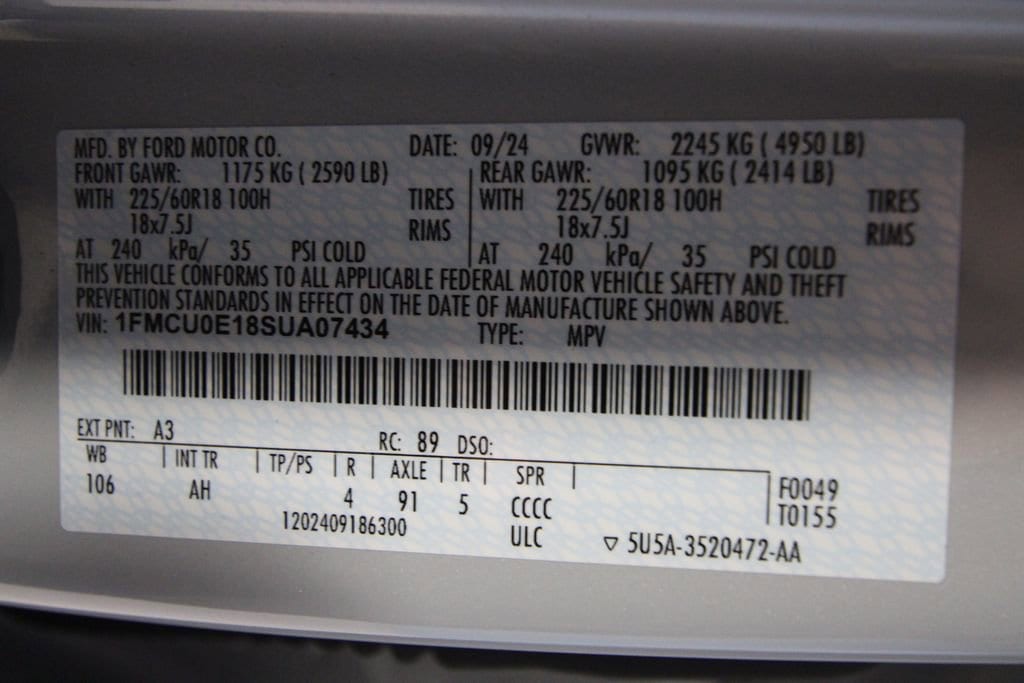 MFD. BY FORD MOTOR CO. DATE: 09/24 GVWR: 2245 KG ( 4950 LB)
FRONT GAWR: 1175 KG ( 2590 LB) REAR GAWR: 1095 KG ( 2414 LB)
WITH 225/60R18 100H TIRES WITH 225/60R18 100H TIRES
18x7.5J RIMS 18x7.5J RIMS
AT 240 kPa/ 35 PSI COLD AT 240 kPa/ 35 PSI COLD
THIS VEHICLE CONFORMS TO ALL APPLICABLE FEDERAL MOTOR VEHICLE SAFETY AND THEFT
PREVENTION STANDARDS IN EFFECT ON THE DATE OF MANUFACTURE SHOWN ABOVE.
VIN: 1FMCU0E18SUA07434 TYPE: MPV
EXT PNT: A3 RC: 89 DSO:
WB INT TR TP/PS R AXLE TR SPR
106 AH 4 91 5 CCCC F0049
T0155
1202409186300 ULC ▽ 5U5A-3520472-AA